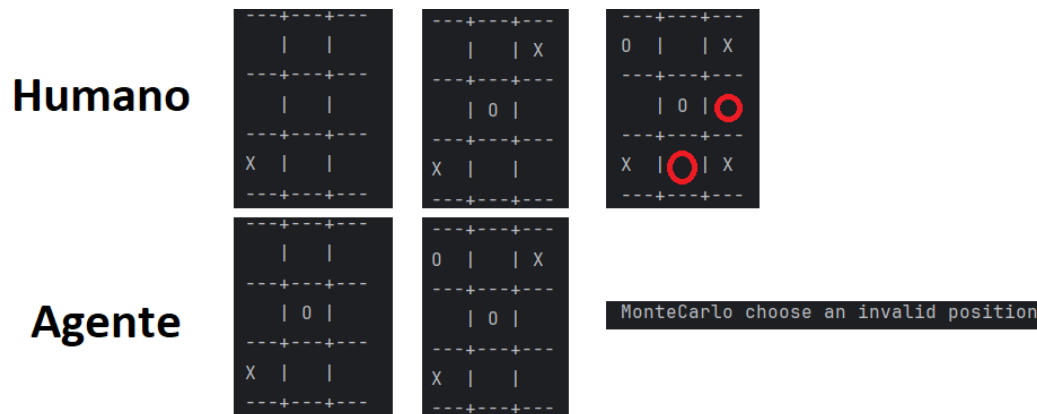 Humano
---+---+---
   |   |
---+---+---
   |   |
---+---+---
X  |   |
---+---+---
---+---+---
   |   | X
---+---+---
   | O |
---+---+---
X  |   |
---+---+---
---+---+---
O  |   | X
---+---+---
   | O |
---+---+---
X  |   | X
---+---+---
Agente
---+---+---
   |   |
---+---+---
   | O |
---+---+---
X  |   |
---+---+---
---+---+---
O  |   | X
---+---+---
   | O |
---+---+---
X  |   |
---+---+---
MonteCarlo choose an invalid position